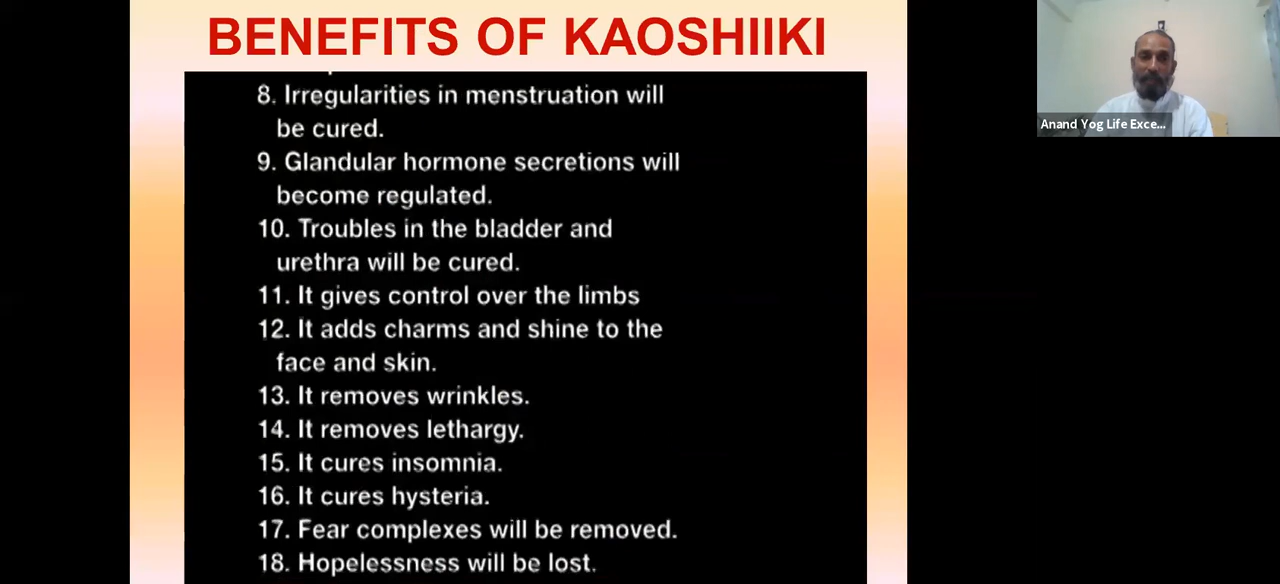 BENEFITS OF KAOSHIIKI
8. Irregularities in menstruation will
be cured.
9. Glandular hormone secretions will
become regulated.
10. Troubles in the bladder and
urethra will be cured.
11. It gives control over the limbs
12. It adds charms and shine to the
face and skin.
13. It removes wrinkles.
14. It removes lethargy.
15. It cures insomnia.
16. It cures hysteria.
17. Fear complexes will be removed.
18. Hopelessness will be lost.
Anand Yog Life Exce...